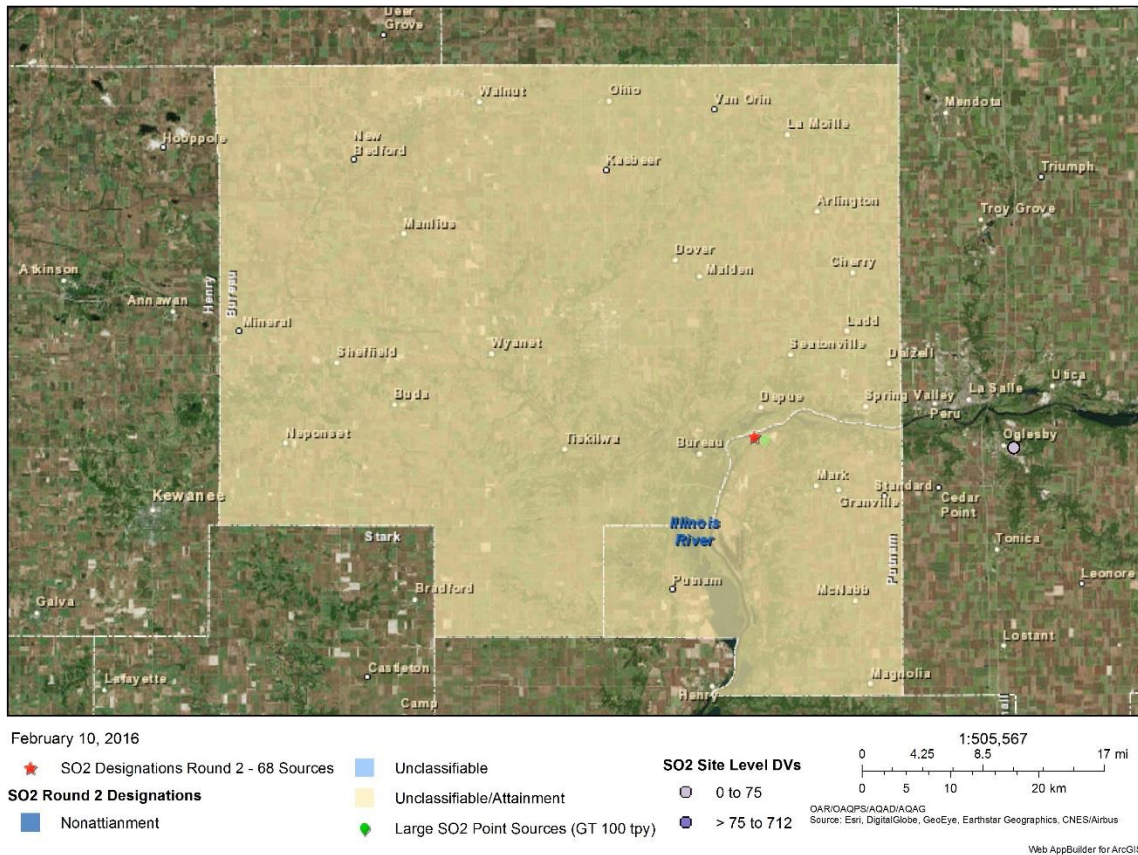 Deer
Grove
Walnut
Ohio
Van Orin
Mendota
La Moille
Hooppole
New
Bedford
Kasbeer
Triumph
Arlington
Troy Grove
Manlius
Dover
Malden
Cherry
Atkinson
Annawan
Henry
Bureau
Mineral
Ladd
Sheffield
Wyanet
Seatonville
Dalzell
Utica
La Salle
Buda
Depue
Spring Valley
Peru
Neponset
Tiskilwa
Bureau
Oglesby
Mark
Granville
Standard
Cedar
Point
Kewanee
Illinois
River
Stark
Tonica
Putnam
Putnam
Bradford
McNabb
Leonore
Galva
Lostant
Castleton
Lafayette
Henry
Magnolia
Camp
February 10, 2016
SO2 Designations Round 2 - 68 Sources
SO2 Round 2 Designations
Nonattianment
Unclassifiable
Unclassifiable/Attainment
Large SO2 Point Sources (GT 100 tpy)
SO2 Site Level DVs
0 to 75
> 75 to 712
1:505,567
0 4.25 8.5 17 mi
0 5 10 20 km
OAR/OAQPS/AQAD/AQAG
Source: Esri, DigitalGlobe, GeoEye, Earthstar Geographics, CNES/Airbus
Web AppBuilder for ArcGIS